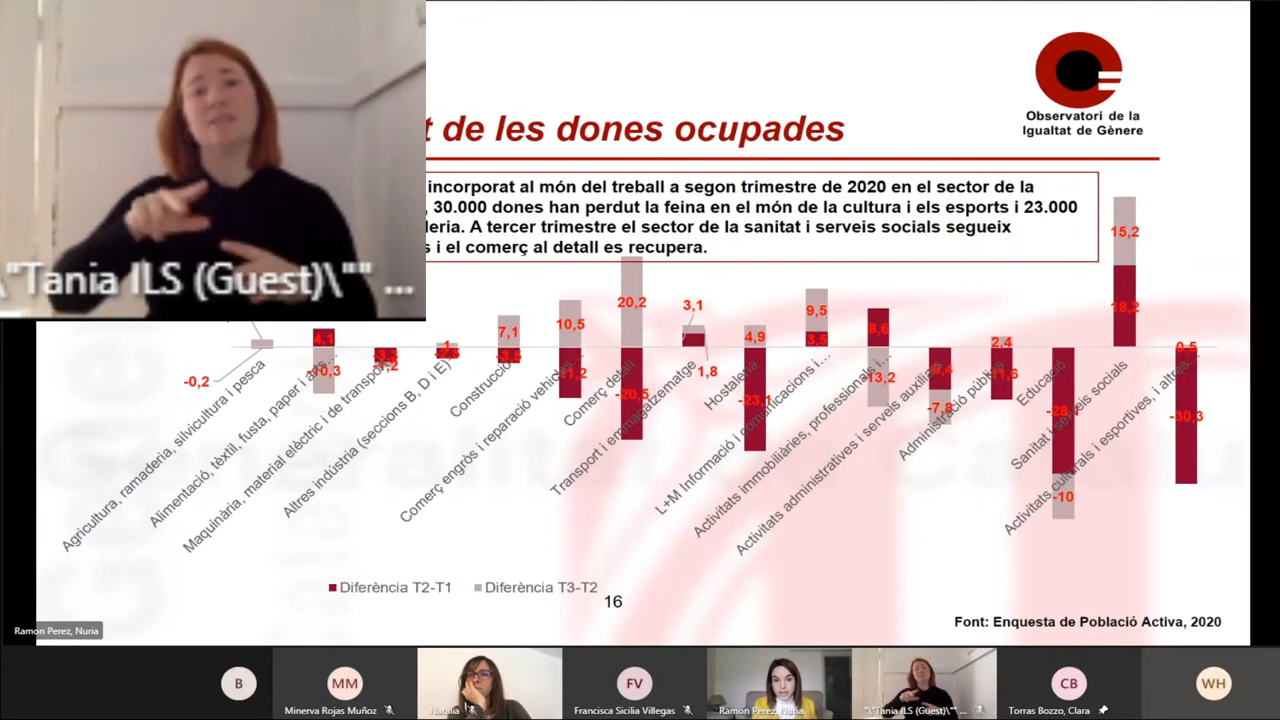 Observatori de la
Igualtat de Gènere
t de les dones ocupades
incorporat al món del treball a segon trimestre de 2020 en el sector de la
, 30.000 dones han perdut la feina en el món de la cultura i els esports i 23.000
leria. A tercer trimestre el sector de la sanitat i serveis socials segueix
s i el comerç al detall es recupera.
\"Tania ILS (Guest)\"" ...
15,2
18,2
20,2
3,1
9,5
10,5
7,1
4,9
3,5
8,6
4,1
1
2,4
0,5
-0,2
-10,3
-3,5
1,8
-11,2
-20,5
-23,1
-13,2
-7,8
-11,6
-10
-30,3
Agricultura, ramaderia, silvicultura i pesca
Alimentació, tèxtil, fusta, paper i arts...
Maquinària, material elèctric i de transport
Altres indústria (seccions B, D i E)
Construcció
Comerç engròs i reparació vehicles
Comerç detall
Transport i emmagatzematge
Hostaleria
L+M Informació i comunicacions i...
Activitats immobiliàries, professionals i...
Activitats administratives i serveis auxiliars
Administració pública
Educació
Sanitat i serveis socials
Activitats culturals i esportives, i altres
Diferència T2-T1
Diferència T3-T2
16
Font: Enquesta de Població Activa, 2020
Ramon Perez, Nuria
B
MM
Minerva Rojas Muñoz
Natalia
FV
Francisca Sicilia Villegas
Ramon Perez, Nuria
\"Tania ILS (Guest)\"" ...
CB
Torras Bozzo, Clara
WH